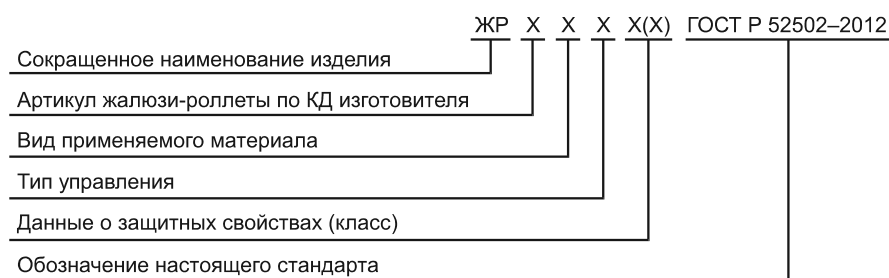 ЖР Х Х Х Х(Х) ГОСТ Р 52502–2012
Сокращенное наименование изделия
Артикул жалюзи-роллеты по КД изготовителя
Вид применяемого материала
Тип управления
Данные о защитных свойствах (класс)
Обозначение настоящего стандарта